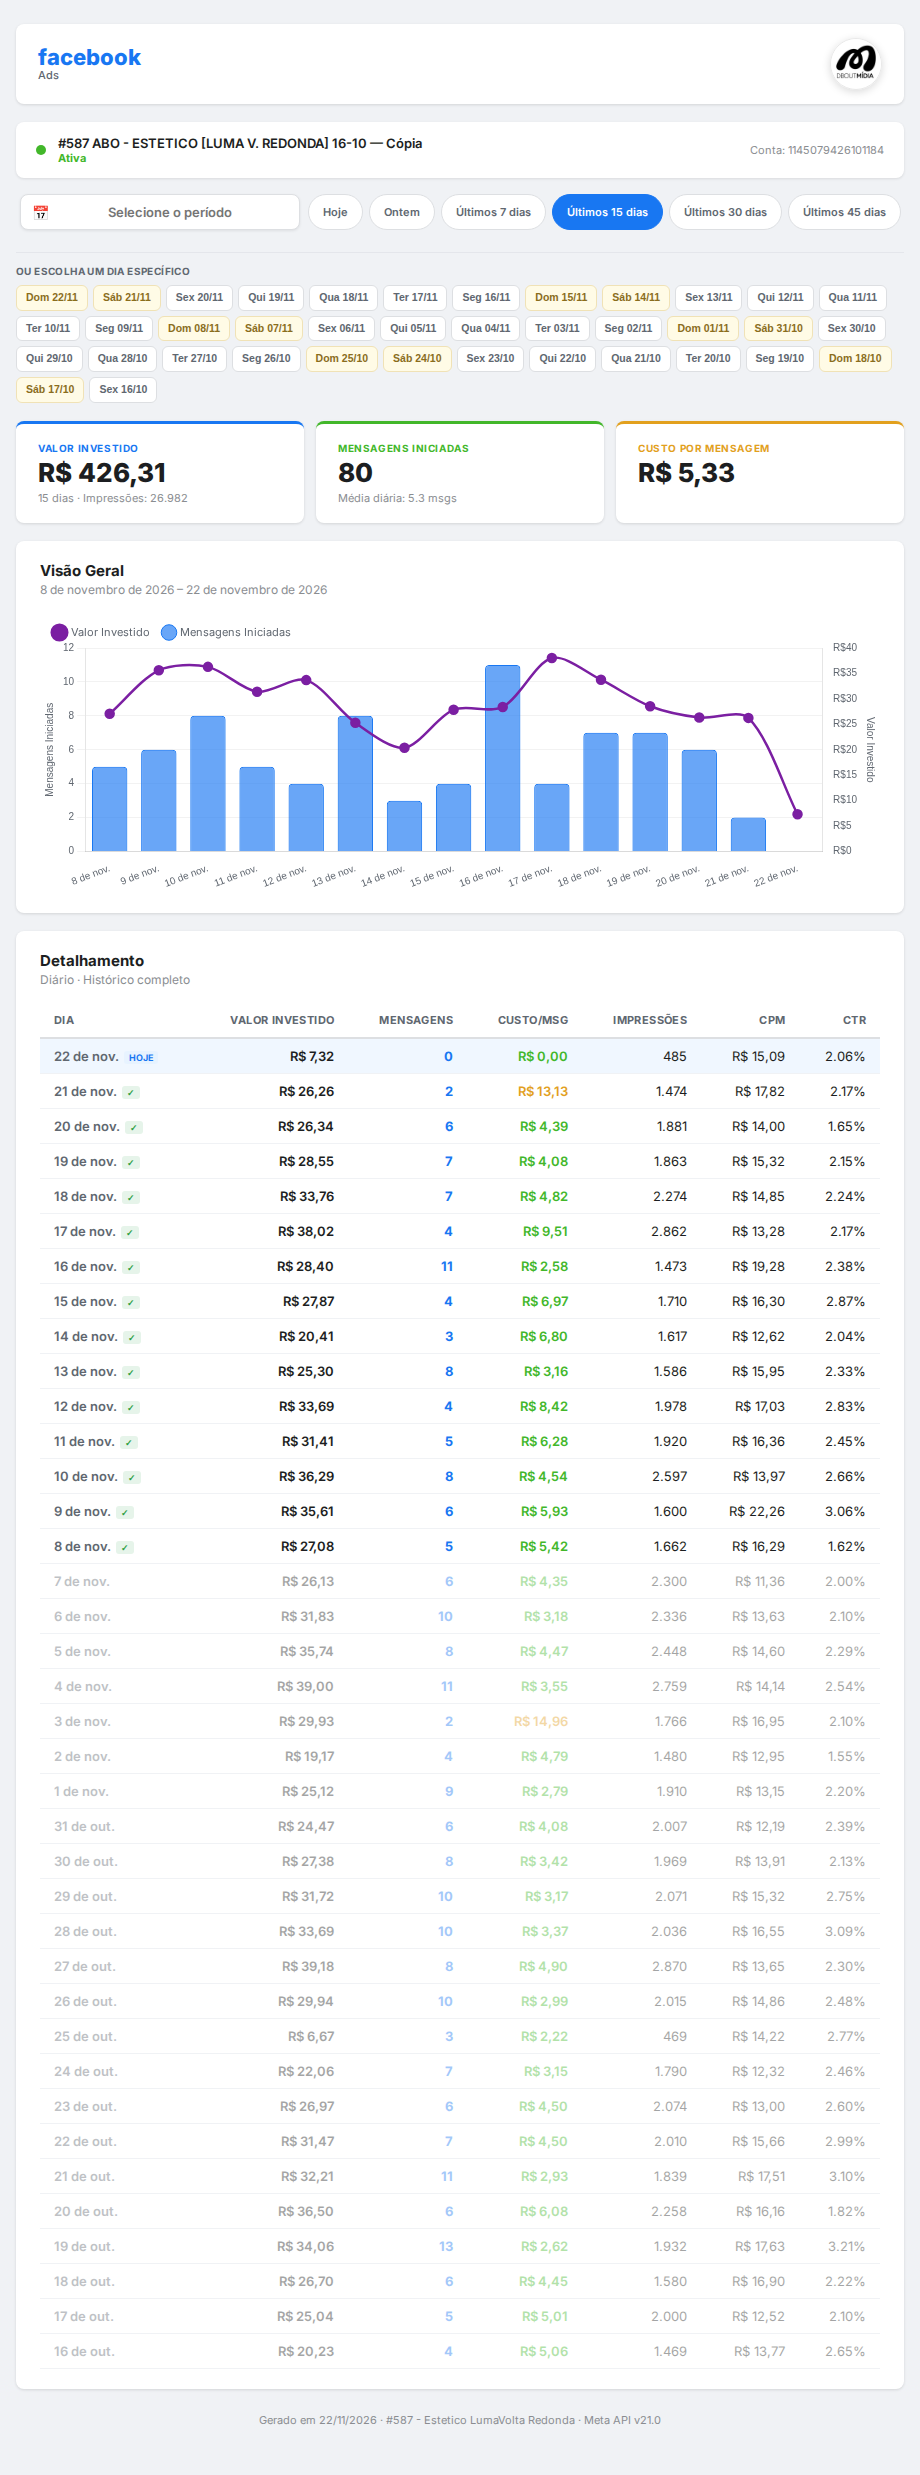 facebook
Ads
DBOUTMÍDIA
#587 ABO - ESTETICO [LUMA V. REDONDA] 16-10 — Cópia
Ativa
Conta: 1145079426101184
Selecione o período Hoje Ontem Últimos 7 dias Últimos 15 dias Últimos 30 dias Últimos 45 dias
OU ESCOLHA UM DIA ESPECÍFICO
Dom 22/11 Sáb 21/11 Sex 20/11 Qui 19/11 Qua 18/11 Ter 17/11 Seg 16/11 Dom 15/11 Sáb 14/11 Sex 13/11 Qui 12/11 Qua 11/11
Ter 10/11 Seg 09/11 Dom 08/11 Sáb 07/11 Sex 06/11 Qui 05/11 Qua 04/11 Ter 03/11 Seg 02/11 Dom 01/11 Sáb 31/10 Sex 30/10
Qui 29/10 Qua 28/10 Ter 27/10 Seg 26/10 Dom 25/10 Sáb 24/10 Sex 23/10 Qui 22/10 Qua 21/10 Ter 20/10 Seg 19/10 Dom 18/10
Sáb 17/10 Sex 16/10
VALOR INVESTIDO
R$ 426,31
15 dias · Impressões: 26.982
MENSAGENS INICIADAS
80
Média diária: 5.3 msgs
CUSTO POR MENSAGEM
R$ 5,33
Visão Geral
8 de novembro de 2026 – 22 de novembro de 2026
Valor Investido Mensagens Iniciadas
Mensagens Iniciadas
12
10
8
6
4
2
0
R$40
R$35
R$30
R$25
R$20
R$15
R$10
R$5
R$0
Valor Investido
8 de nov. 9 de nov. 10 de nov. 11 de nov. 12 de nov. 13 de nov. 14 de nov. 15 de nov. 16 de nov. 17 de nov. 18 de nov. 19 de nov. 20 de nov. 21 de nov. 22 de nov.
Detalhamento
Diário · Histórico completo
DIA VALOR INVESTIDO MENSAGENS CUSTO/MSG IMPRESSÕES CPM CTR
22 de nov. HOJE R$ 7,32 0 R$ 0,00 485 R$ 15,09 2.06%
21 de nov. ✓ R$ 26,26 2 R$ 13,13 1.474 R$ 17,82 2.17%
20 de nov. ✓ R$ 26,34 6 R$ 4,39 1.881 R$ 14,00 1.65%
19 de nov. ✓ R$ 28,55 7 R$ 4,08 1.863 R$ 15,32 2.15%
18 de nov. ✓ R$ 33,76 7 R$ 4,82 2.274 R$ 14,85 2.24%
17 de nov. ✓ R$ 38,02 4 R$ 9,51 2.862 R$ 13,28 2.17%
16 de nov. ✓ R$ 28,40 11 R$ 2,58 1.473 R$ 19,28 2.38%
15 de nov. ✓ R$ 27,87 4 R$ 6,97 1.710 R$ 16,30 2.87%
14 de nov. ✓ R$ 20,41 3 R$ 6,80 1.617 R$ 12,62 2.04%
13 de nov. ✓ R$ 25,30 8 R$ 3,16 1.586 R$ 15,95 2.33%
12 de nov. ✓ R$ 33,69 4 R$ 8,42 1.978 R$ 17,03 2.83%
11 de nov. ✓ R$ 31,41 5 R$ 6,28 1.920 R$ 16,36 2.45%
10 de nov. ✓ R$ 36,29 8 R$ 4,54 2.597 R$ 13,97 2.66%
9 de nov. ✓ R$ 35,61 6 R$ 5,93 1.600 R$ 22,26 3.06%
8 de nov. ✓ R$ 27,08 5 R$ 5,42 1.662 R$ 16,29 1.62%
7 de nov. R$ 26,13 6 R$ 4,35 2.300 R$ 11,36 2.00%
6 de nov. R$ 31,83 10 R$ 3,18 2.336 R$ 13,63 2.10%
5 de nov. R$ 35,74 8 R$ 4,47 2.448 R$ 14,60 2.29%
4 de nov. R$ 39,00 11 R$ 3,55 2.759 R$ 14,14 2.54%
3 de nov. R$ 29,93 2 R$ 14,96 1.766 R$ 16,95 2.10%
2 de nov. R$ 19,17 4 R$ 4,79 1.480 R$ 12,95 1.55%
1 de nov. R$ 25,12 9 R$ 2,79 1.910 R$ 13,15 2.20%
31 de out. R$ 24,47 6 R$ 4,08 2.007 R$ 12,19 2.39%
30 de out. R$ 27,38 8 R$ 3,42 1.969 R$ 13,91 2.13%
29 de out. R$ 31,72 10 R$ 3,17 2.071 R$ 15,32 2.75%
28 de out. R$ 33,69 10 R$ 3,37 2.036 R$ 16,55 3.09%
27 de out. R$ 39,18 8 R$ 4,90 2.870 R$ 13,65 2.30%
26 de out. R$ 29,94 10 R$ 2,99 2.015 R$ 14,86 2.48%
25 de out. R$ 6,67 3 R$ 2,22 469 R$ 14,22 2.77%
24 de out. R$ 22,06 7 R$ 3,15 1.790 R$ 12,32 2.46%
23 de out. R$ 26,97 6 R$ 4,50 2.074 R$ 13,00 2.60%
22 de out. R$ 31,47 7 R$ 4,50 2.010 R$ 15,66 2.99%
21 de out. R$ 32,21 11 R$ 2,93 1.839 R$ 17,51 3.10%
20 de out. R$ 36,50 6 R$ 6,08 2.258 R$ 16,16 1.82%
19 de out. R$ 34,06 13 R$ 2,62 1.932 R$ 17,63 3.21%
18 de out. R$ 26,70 6 R$ 4,45 1.580 R$ 16,90 2.22%
17 de out. R$ 25,04 5 R$ 5,01 2.000 R$ 12,52 2.10%
16 de out. R$ 20,23 4 R$ 5,06 1.469 R$ 13,77 2.65%
Gerado em 22/11/2026 · #587 - Estetico LumaVolta Redonda · Meta API v21.0